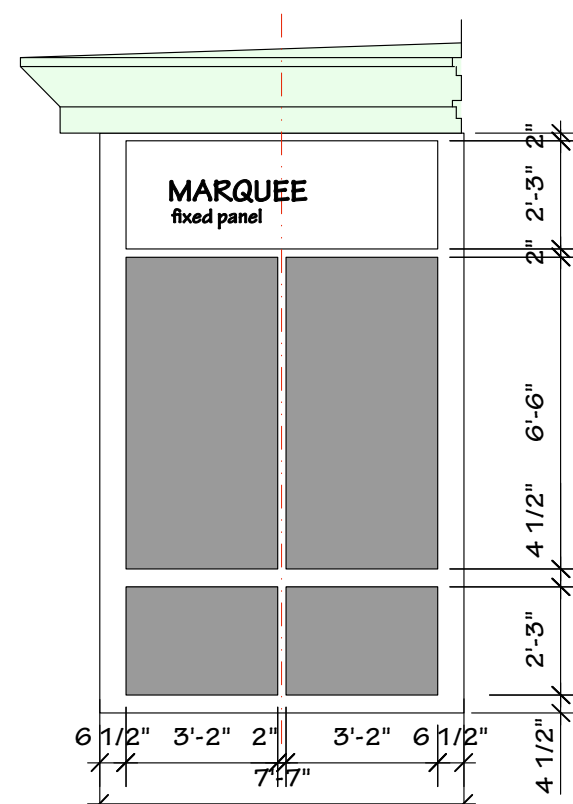 MARQUEE
fixed panel
2"
2'-3"
2"
6'-6"
4 1/2"
2'-3"
4 1/2"
6 1/2" 3'-2" 2" 3'-2" 6 1/2"
7'-7"